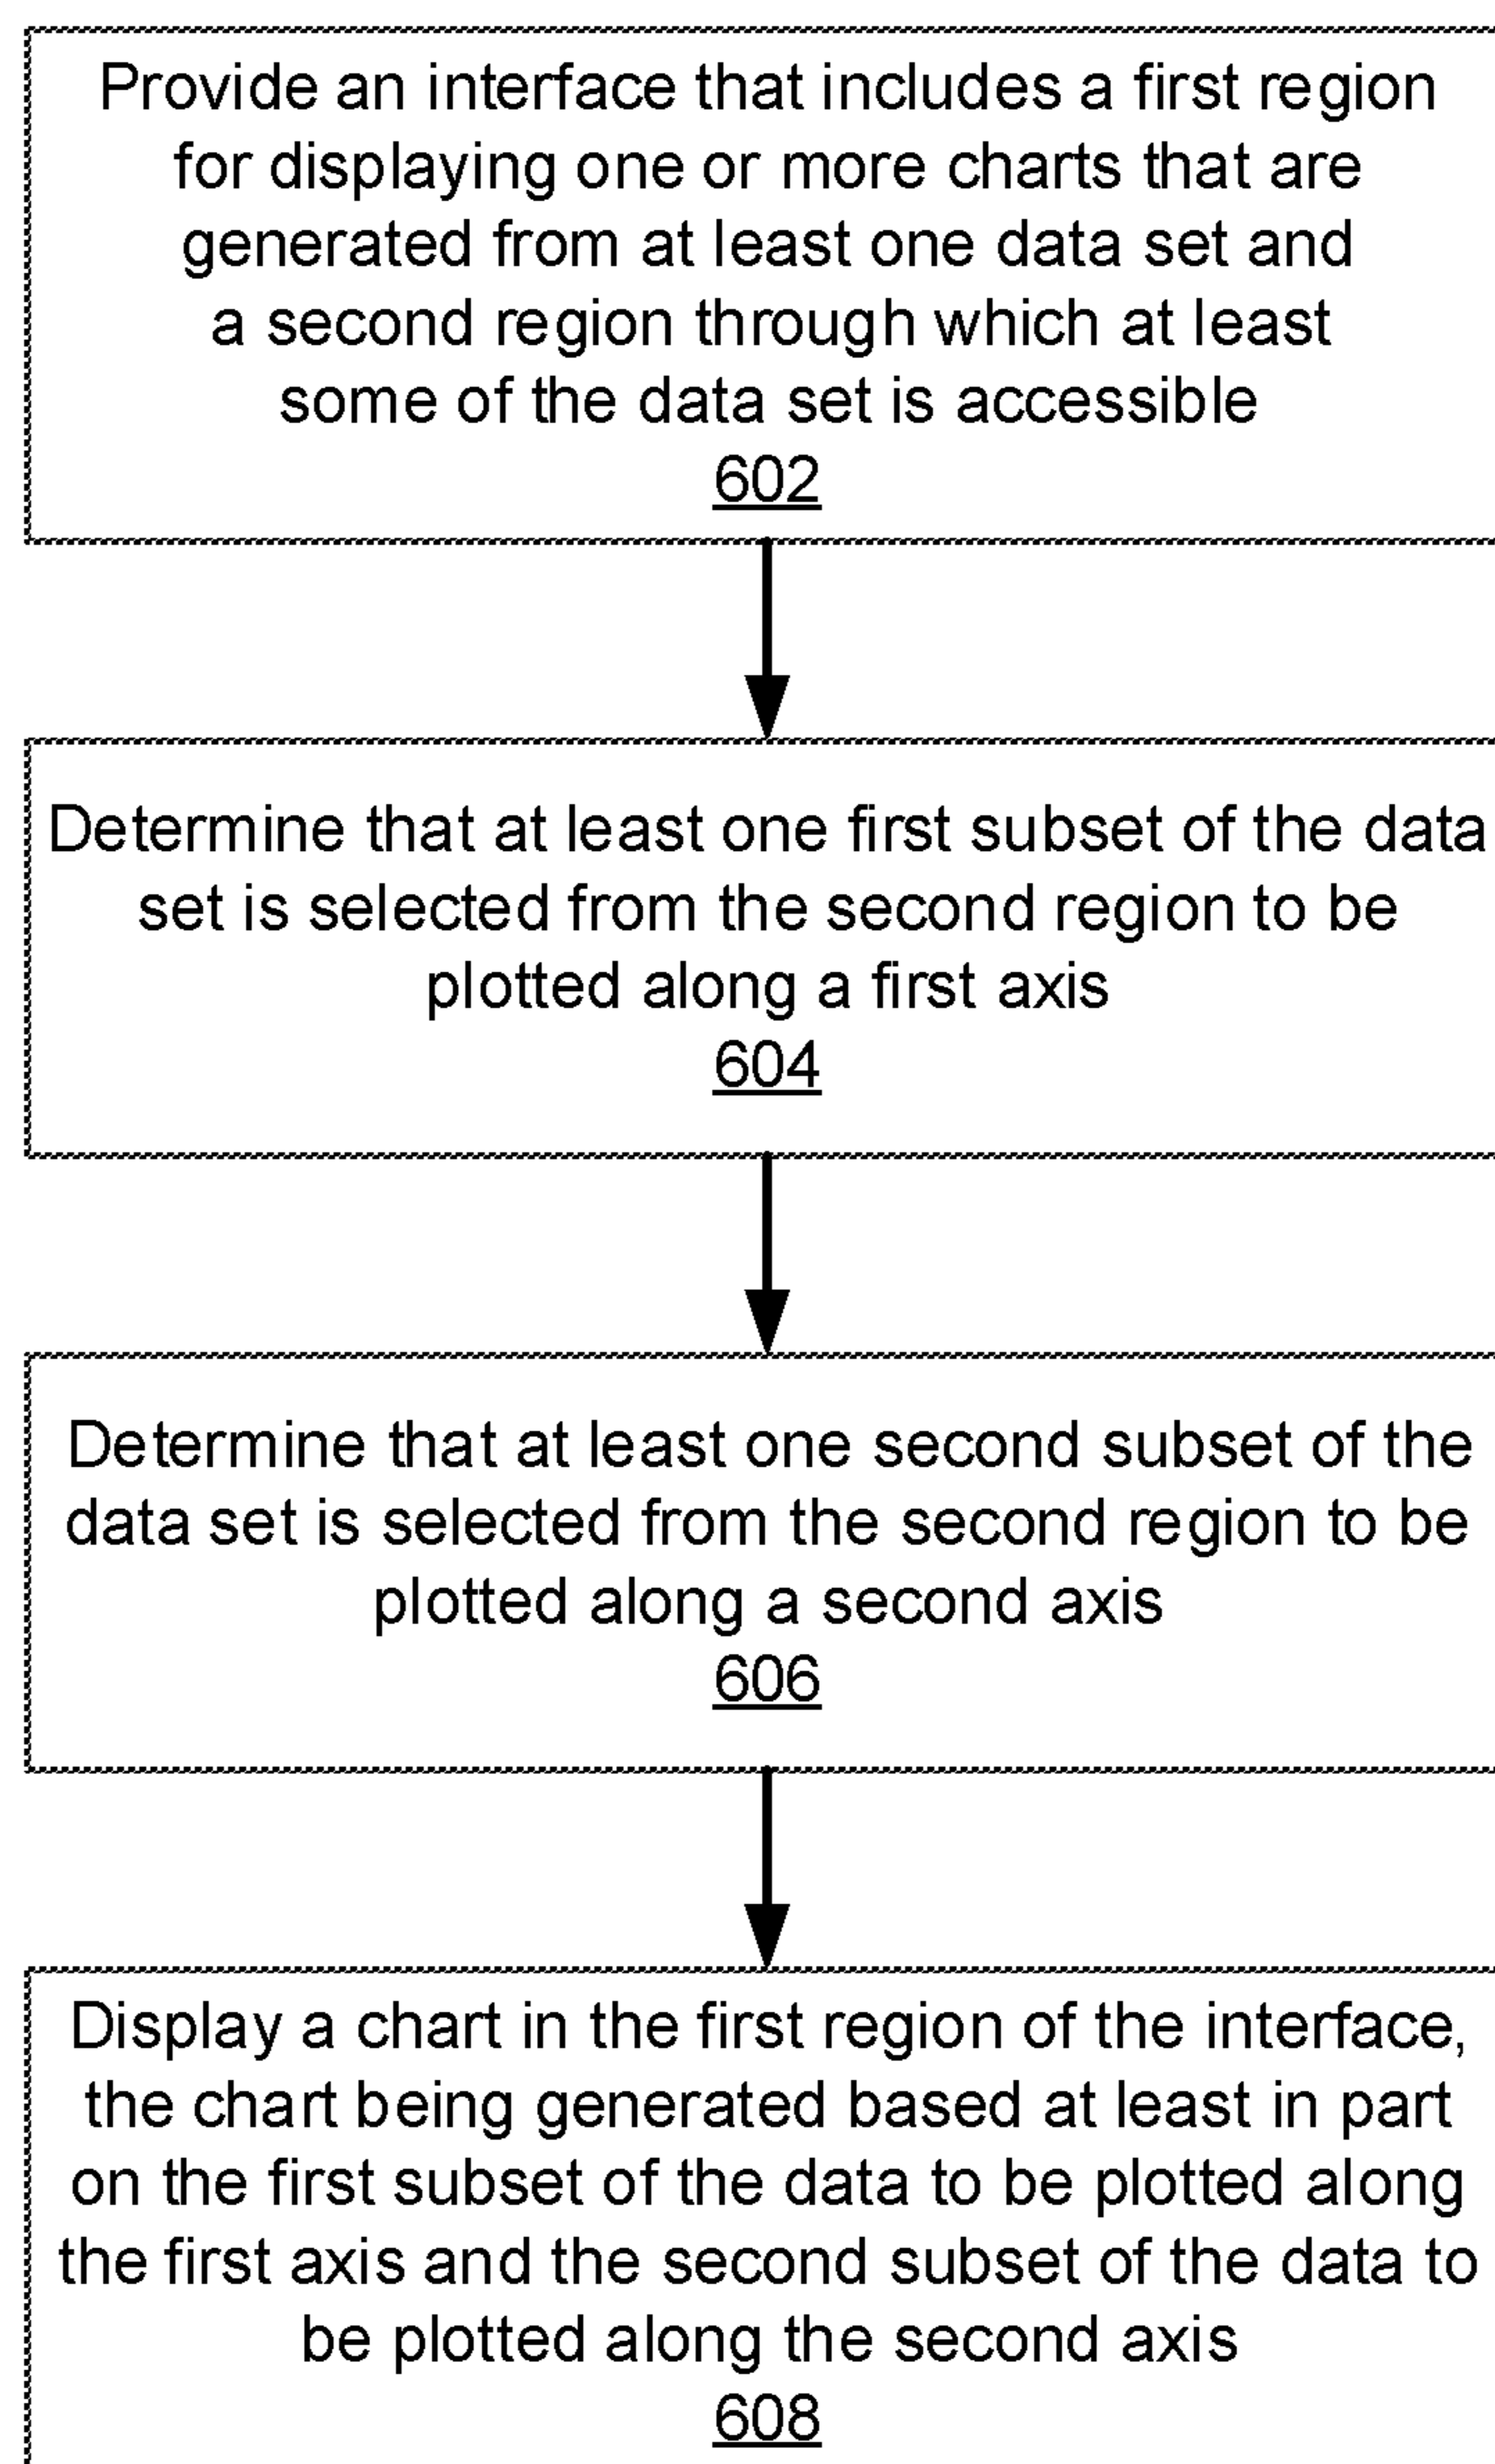 Provide an interface that includes a first region
for displaying one or more charts that are
generated from at least one data set and
a second region through which at least
some of the data set is accessible
602
Determine that at least one first subset of the data
set is selected from the second region to be
plotted along a first axis
604
Determine that at least one second subset of the
data set is selected from the second region to be
plotted along a second axis
606
Display a chart in the first region of the interface,
the chart being generated based at least in part
on the first subset of the data to be plotted along
the first axis and the second subset of the data to
be plotted along the second axis
608